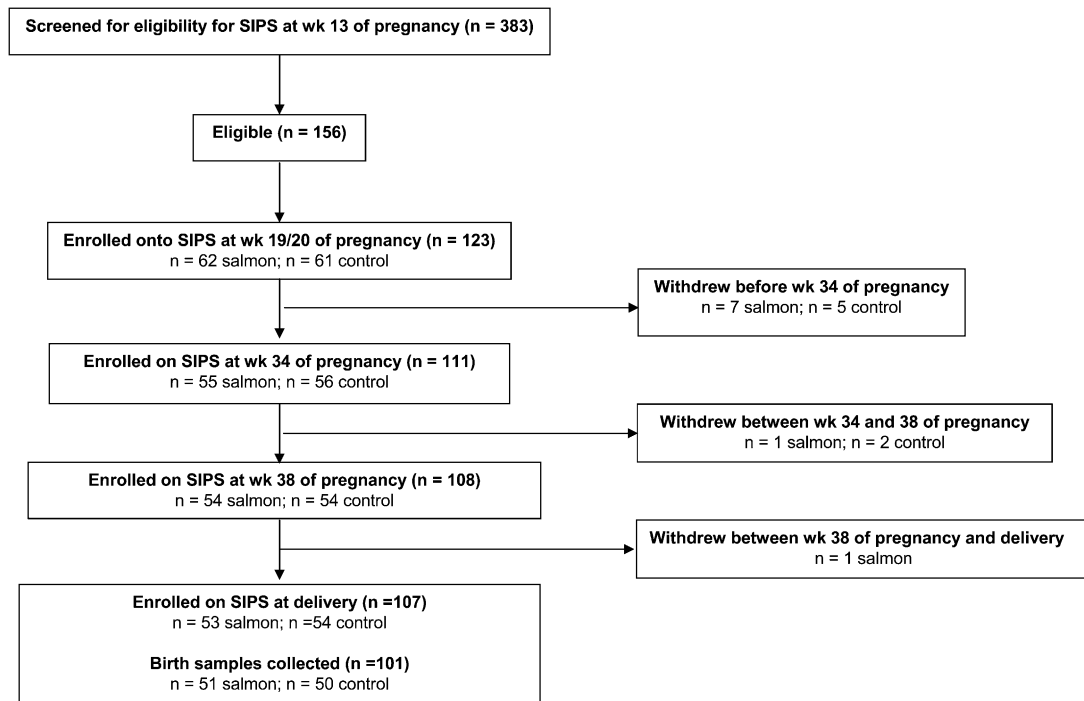 Screened for eligibility for SIPS at wk 13 of pregnancy (n = 383)
Eligible (n = 156)
Enrolled onto SIPS at wk 19/20 of pregnancy (n = 123)
n = 62 salmon; n = 61 control
Withdrew before wk 34 of pregnancy
n = 7 salmon; n = 5 control
Enrolled on SIPS at wk 34 of pregnancy (n = 111)
n = 55 salmon; n = 56 control
Withdrew between wk 34 and 38 of pregnancy
n = 1 salmon; n = 2 control
Enrolled on SIPS at wk 38 of pregnancy (n = 108)
n = 54 salmon; n = 54 control
Withdrew between wk 38 of pregnancy and delivery
n = 1 salmon
Enrolled on SIPS at delivery (n =107)
n = 53 salmon; n =54 control
Birth samples collected (n =101)
n = 51 salmon; n = 50 control